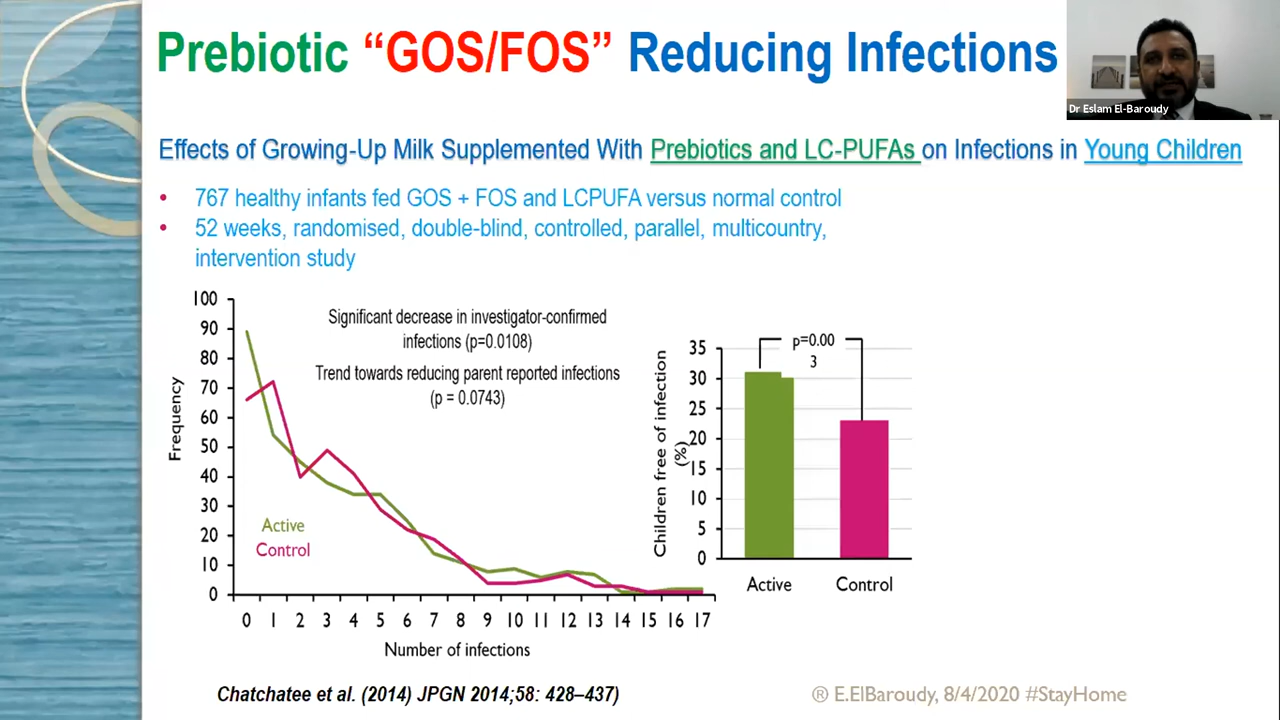 Prebiotic “GOS/FOS” Reducing Infections
Dr Eslam El-Baroudy
Effects of Growing-Up Milk Supplemented With Prebiotics and LC-PUFAs on Infections in Young Children
• 767 healthy infants fed GOS + FOS and LCPUFA versus normal control
• 52 weeks, randomised, double-blind, controlled, parallel, multicountry,
intervention study
Significant decrease in investigator-confirmed
infections (p=0.0108)
Trend towards reducing parent reported infections
(p = 0.0743)
Frequency
100
90
80
70
60
50
40
30
20
10
0
Active
Control
0 1 2 3 4 5 6 7 8 9 10 11 12 13 14 15 16 17
Number of infections
Children free of infection
(%)
p=0.00
3
35
30
25
20
15
10
5
0
Active Control
Chatchatee et al. (2014) JPGN 2014;58: 428–437)
® E.ElBaroudy, 8/4/2020 #StayHome